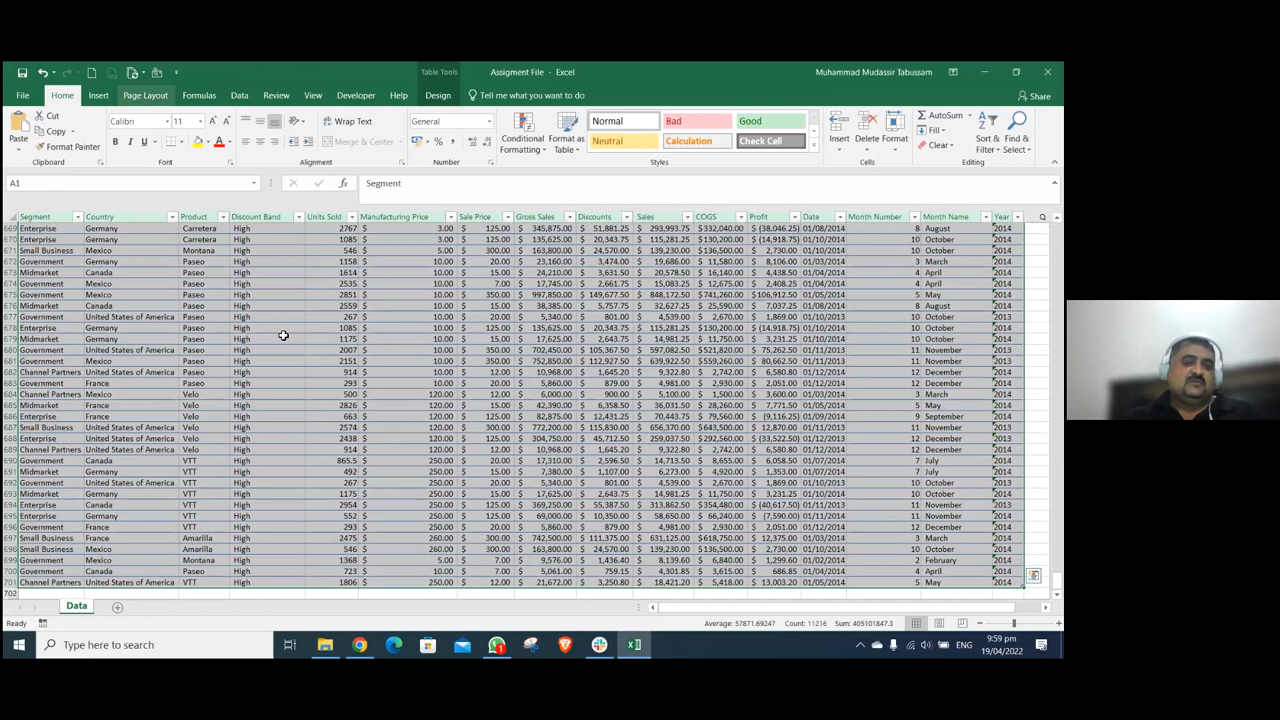 Table Tools
Assigment File - Excel
Muhammad Mudassir Tabussam
File Home Insert Page Layout Formulas Data Review View Developer Help Design Tell me what you want to do Share
Paste Cut Copy Format Painter Clipboard
Calibri 11 B I U Font
Wrap Text Merge & Center Alignment
General % , Number
Conditional Formatting Format as Table
Normal Bad Good
Neutral Calculation Check Cell Styles
Insert Delete Format Cells
AutoSum Fill Clear Sort & Filter Find & Select Editing
A1 fx Segment
Segment Country Product Discount Band Units Sold Manufacturing Price Sale Price Gross Sales Discounts Sales COGS Profit Date Month Number Month Name Year Q
669 Enterprise Germany Carretera High 2767 $ 3.00 $ 125.00 $ 345,875.00 $ 51,881.25 $ 293,993.75 $ 332,040.00 $ (38,046.25) 01/08/2014 8 August 2014
670 Enterprise Germany Carretera High 1085 $ 3.00 $ 125.00 $ 135,625.00 $ 20,343.75 $ 115,281.25 $ 130,200.00 $ (14,918.75) 01/10/2014 10 October 2014
671 Small Business Mexico Montana High 546 $ 5.00 $ 300.00 $ 163,800.00 $ 24,570.00 $ 139,230.00 $ 136,500.00 $ 2,730.00 01/10/2014 10 October 2014
672 Government Germany Paseo High 1158 $ 10.00 $ 20.00 $ 23,160.00 $ 3,474.00 $ 19,686.00 $ 11,580.00 $ 8,106.00 01/03/2014 3 March 2014
673 Midmarket Canada Paseo High 1614 $ 10.00 $ 15.00 $ 24,210.00 $ 3,631.50 $ 20,578.50 $ 16,140.00 $ 4,438.50 01/04/2014 4 April 2014
674 Government Mexico Paseo High 2535 $ 10.00 $ 7.00 $ 17,745.00 $ 2,661.75 $ 15,083.25 $ 12,675.00 $ 2,408.25 01/04/2014 4 April 2014
675 Government Mexico Paseo High 2851 $ 10.00 $ 350.00 $ 997,850.00 $ 149,677.50 $ 848,172.50 $ 741,260.00 $ 106,912.50 01/05/2014 5 May 2014
676 Midmarket Canada Paseo High 2559 $ 10.00 $ 15.00 $ 38,385.00 $ 5,757.75 $ 32,627.25 $ 25,590.00 $ 7,037.25 01/08/2014 8 August 2014
677 Government United States of America Paseo High 267 $ 10.00 $ 20.00 $ 5,340.00 $ 801.00 $ 4,539.00 $ 2,670.00 $ 1,869.00 01/10/2013 10 October 2013
678 Enterprise Germany Paseo High 1085 $ 10.00 $ 125.00 $ 135,625.00 $ 20,343.75 $ 115,281.25 $ 130,200.00 $ (14,918.75) 01/10/2014 10 October 2014
679 Midmarket Germany Paseo High 1175 $ 10.00 $ 15.00 $ 17,625.00 $ 2,643.75 $ 14,981.25 $ 11,750.00 $ 3,231.25 01/10/2014 10 October 2014
680 Government United States of America Paseo High 2007 $ 10.00 $ 350.00 $ 702,450.00 $ 105,367.50 $ 597,082.50 $ 521,820.00 $ 75,262.50 01/11/2013 11 November 2013
681 Government Mexico Paseo High 2151 $ 10.00 $ 350.00 $ 752,850.00 $ 112,927.50 $ 639,922.50 $ 559,260.00 $ 80,662.50 01/11/2013 11 November 2013
682 Channel Partners United States of America Paseo High 914 $ 10.00 $ 12.00 $ 10,968.00 $ 1,645.20 $ 9,322.80 $ 2,742.00 $ 6,580.80 01/12/2014 12 December 2014
683 Government France Paseo High 293 $ 10.00 $ 20.00 $ 5,860.00 $ 879.00 $ 4,981.00 $ 2,930.00 $ 2,051.00 01/12/2014 12 December 2014
684 Channel Partners Mexico Velo High 500 $ 120.00 $ 12.00 $ 6,000.00 $ 900.00 $ 5,100.00 $ 1,500.00 $ 3,600.00 01/03/2014 3 March 2014
685 Midmarket France Velo High 2826 $ 120.00 $ 15.00 $ 42,390.00 $ 6,358.50 $ 36,031.50 $ 28,260.00 $ 7,771.50 01/05/2014 5 May 2014
686 Enterprise France Velo High 663 $ 120.00 $ 125.00 $ 82,875.00 $ 12,431.25 $ 70,443.75 $ 79,560.00 $ (9,116.25) 01/09/2014 9 September 2014
687 Small Business United States of America Velo High 2574 $ 120.00 $ 300.00 $ 772,200.00 $ 115,830.00 $ 656,370.00 $ 643,500.00 $ 12,870.00 01/11/2013 11 November 2013
688 Enterprise United States of America Velo High 2438 $ 120.00 $ 125.00 $ 304,750.00 $ 45,712.50 $ 259,037.50 $ 292,560.00 $ (33,522.50) 01/12/2013 12 December 2013
689 Channel Partners United States of America Velo High 914 $ 120.00 $ 12.00 $ 10,968.00 $ 1,645.20 $ 9,322.80 $ 2,742.00 $ 6,580.80 01/12/2014 12 December 2014
690 Government Canada VTT High 865.5 $ 250.00 $ 20.00 $ 17,310.00 $ 2,596.50 $ 14,713.50 $ 8,655.00 $ 6,058.50 01/07/2014 7 July 2014
691 Midmarket Germany VTT High 492 $ 250.00 $ 15.00 $ 7,380.00 $ 1,107.00 $ 6,273.00 $ 4,920.00 $ 1,353.00 01/07/2014 7 July 2014
692 Government United States of America VTT High 267 $ 250.00 $ 20.00 $ 5,340.00 $ 801.00 $ 4,539.00 $ 2,670.00 $ 1,869.00 01/10/2013 10 October 2013
693 Midmarket Germany VTT High 1175 $ 250.00 $ 15.00 $ 17,625.00 $ 2,643.75 $ 14,981.25 $ 11,750.00 $ 3,231.25 01/10/2014 10 October 2014
694 Enterprise Canada VTT High 2954 $ 250.00 $ 125.00 $ 369,250.00 $ 55,387.50 $ 313,862.50 $ 354,480.00 $ (40,617.50) 01/11/2013 11 November 2013
695 Enterprise Germany VTT High 552 $ 250.00 $ 125.00 $ 69,000.00 $ 10,350.00 $ 58,650.00 $ 66,240.00 $ (7,590.00) 01/11/2014 11 November 2014
696 Government France VTT High 293 $ 250.00 $ 20.00 $ 5,860.00 $ 879.00 $ 4,981.00 $ 2,930.00 $ 2,051.00 01/12/2014 12 December 2014
697 Small Business France Amarilla High 2475 $ 260.00 $ 300.00 $ 742,500.00 $ 111,375.00 $ 631,125.00 $ 618,750.00 $ 12,375.00 01/03/2014 3 March 2014
698 Small Business Mexico Amarilla High 546 $ 260.00 $ 300.00 $ 163,800.00 $ 24,570.00 $ 139,230.00 $ 136,500.00 $ 2,730.00 01/10/2014 10 October 2014
699 Government Mexico Montana High 1368 $ 5.00 $ 7.00 $ 9,576.00 $ 1,436.40 $ 8,139.60 $ 6,840.00 $ 1,299.60 01/02/2014 2 February 2014
700 Government Canada Paseo High 723 $ 10.00 $ 7.00 $ 5,061.00 $ 759.15 $ 4,301.85 $ 3,615.00 $ 686.85 01/04/2014 4 April 2014
701 Channel Partners United States of America VTT High 1806 $ 250.00 $ 12.00 $ 21,672.00 $ 3,250.80 $ 18,421.20 $ 5,418.00 $ 13,003.20 01/05/2014 5 May 2014
702
Data
Ready Average: 57871.69247 Count: 11216 Sum: 405101847.3
Type here to search
ENG 9:59 pm
19/04/2022